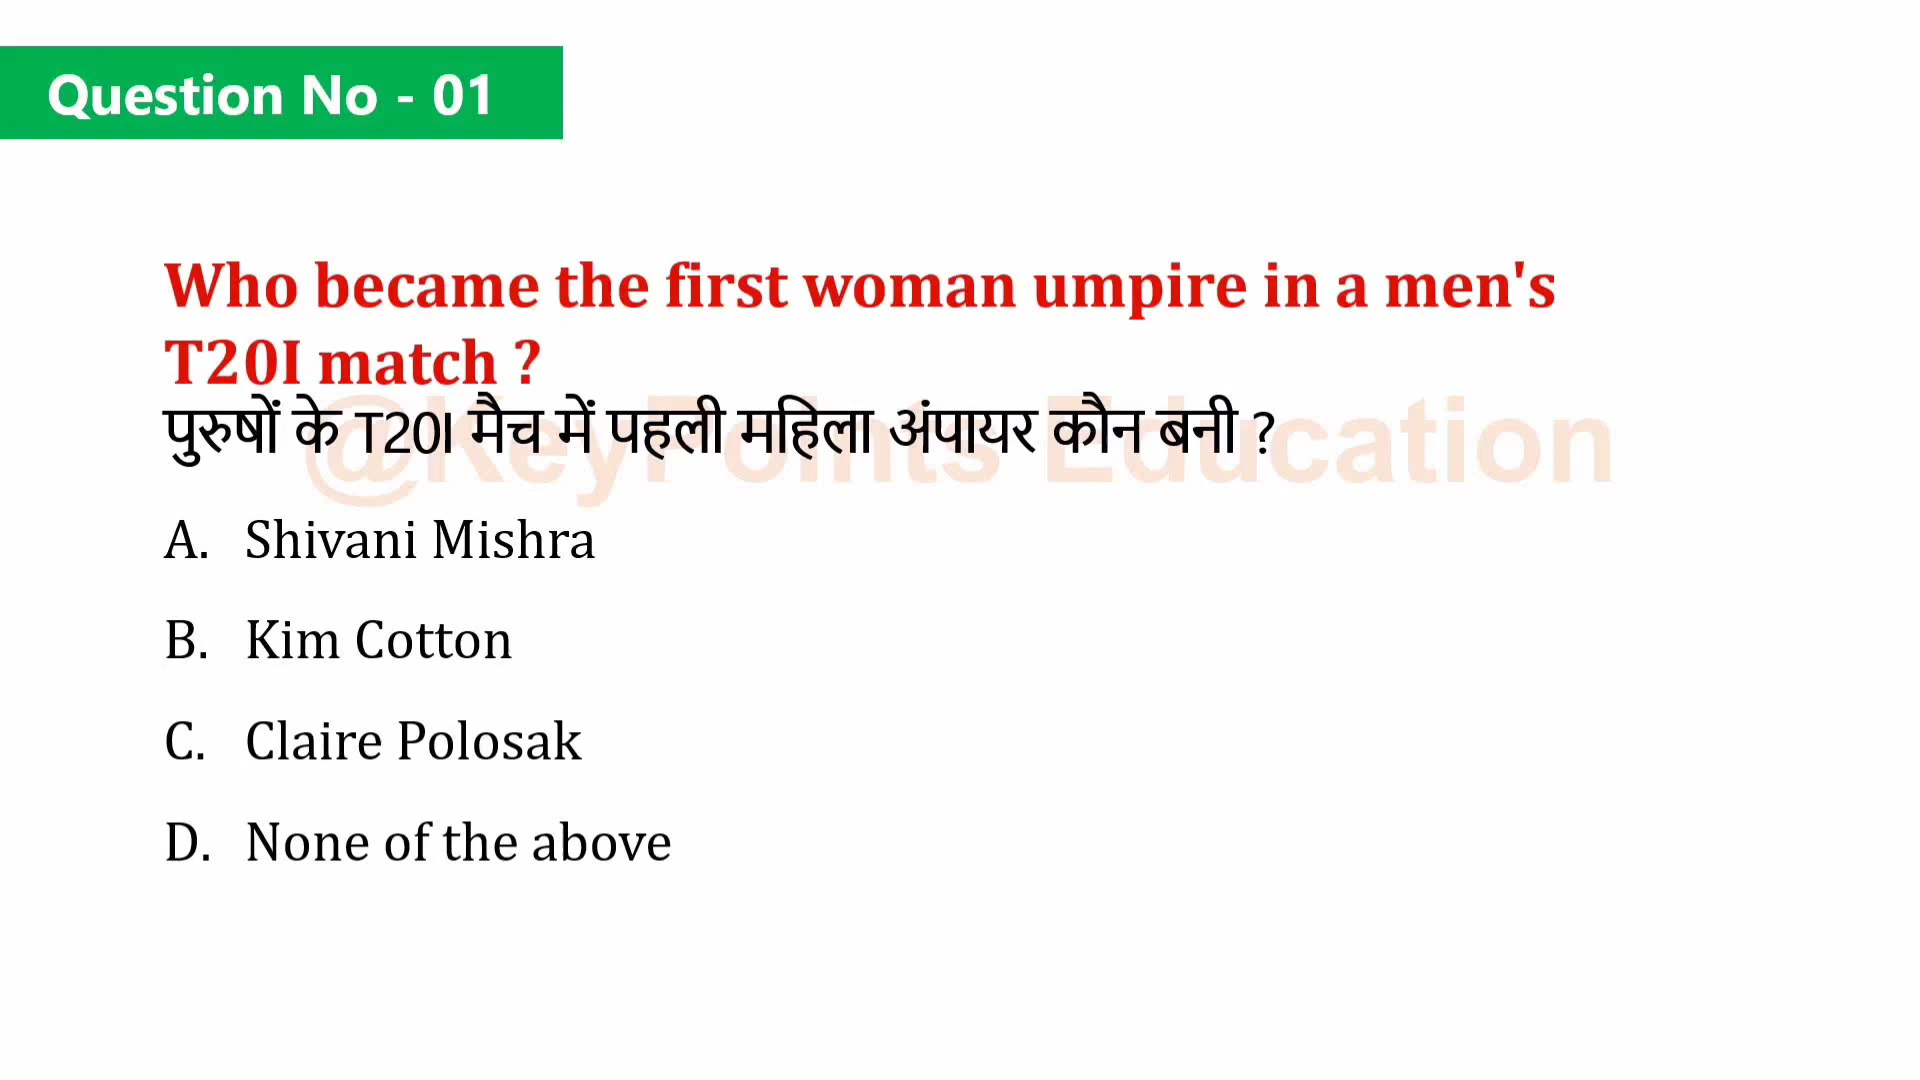 Question No - 01
Who became the first woman umpire in a men's
T20I match ?
पुरुषों के T20I मैच में पहली महिला अंपायर कौन बनी ?
@KeyPoints Education
A. Shivani Mishra
B. Kim Cotton
C. Claire Polosak
D. None of the above